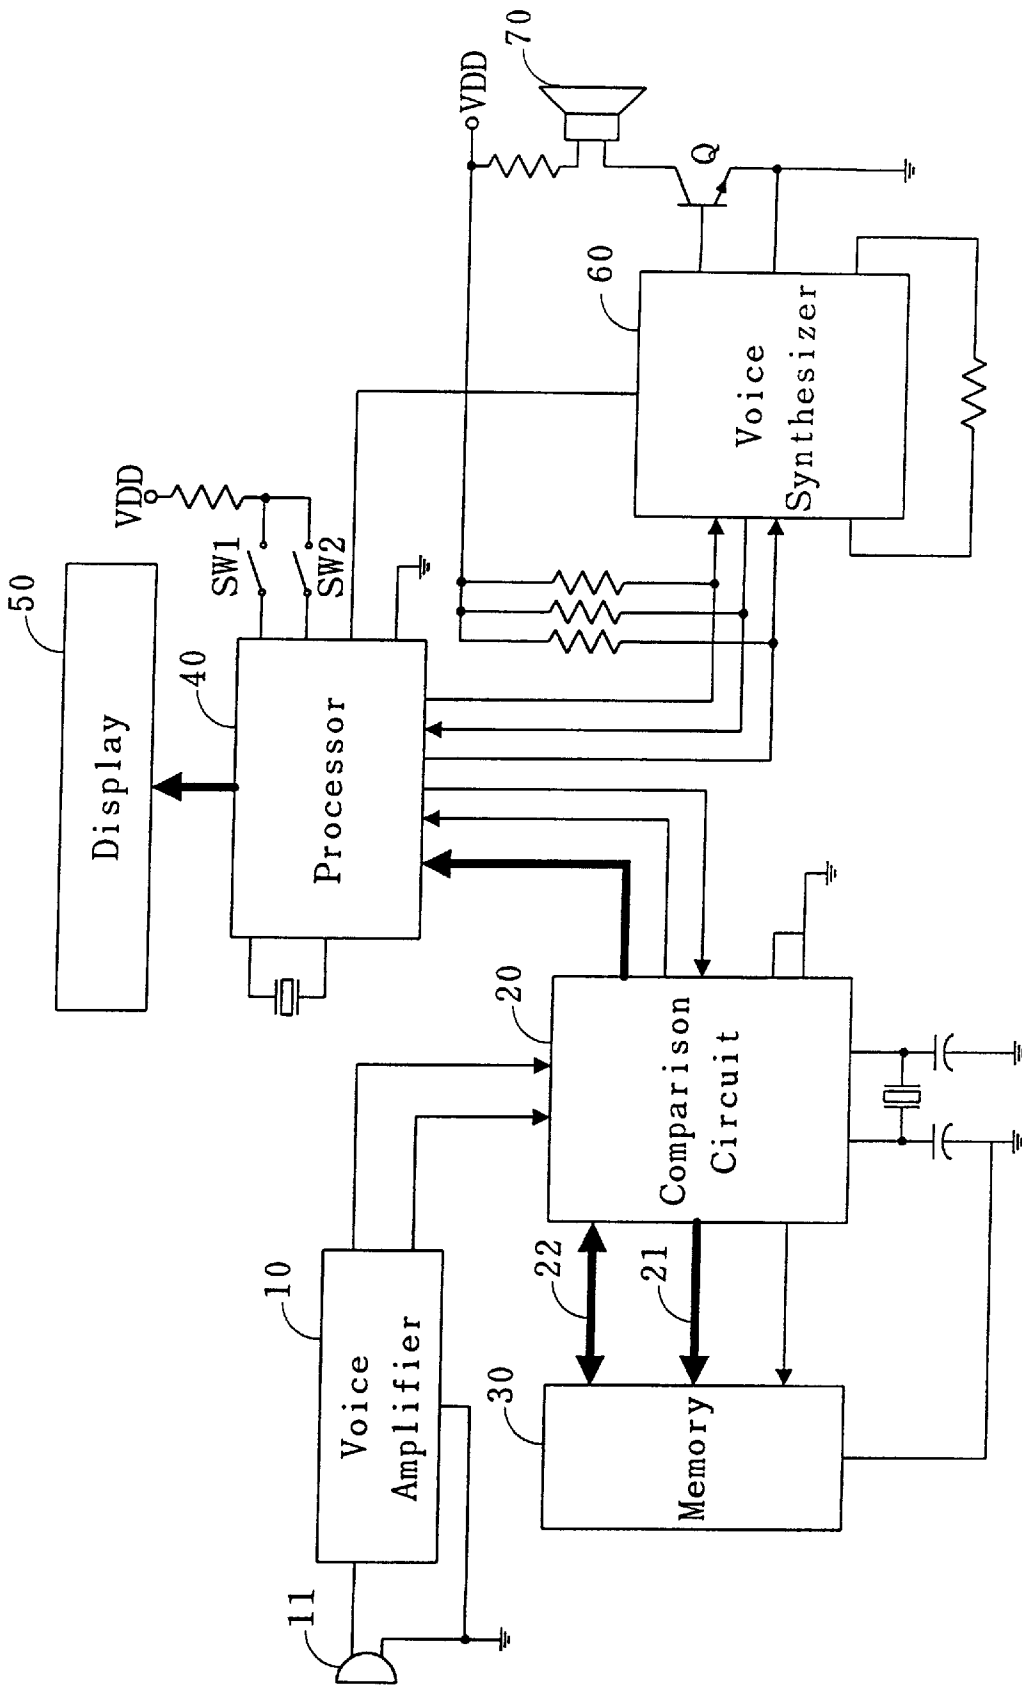 11
10
Voice
Amplifier
30
Memory
22
21
20
Comparison
Circuit
50
Display
40
Processor
VDD
SW1
SW2
60
Voice
Synthesizer
VDD
70
Q